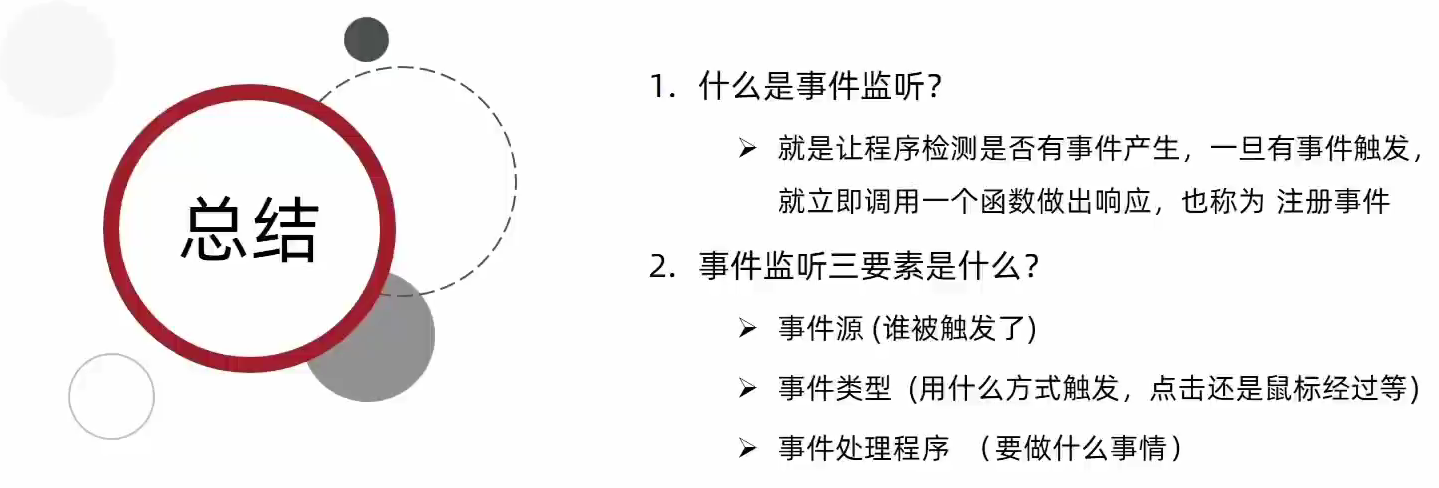 总结
1. 什么是事件监听？
➢ 就是让程序检测是否有事件产生，一旦有事件触发，
就立即调用一个函数做出响应，也称为 注册事件
2. 事件监听三要素是什么？
➢ 事件源 (谁被触发了)
➢ 事件类型 (用什么方式触发，点击还是鼠标经过等)
➢ 事件处理程序 （要做什么事情）